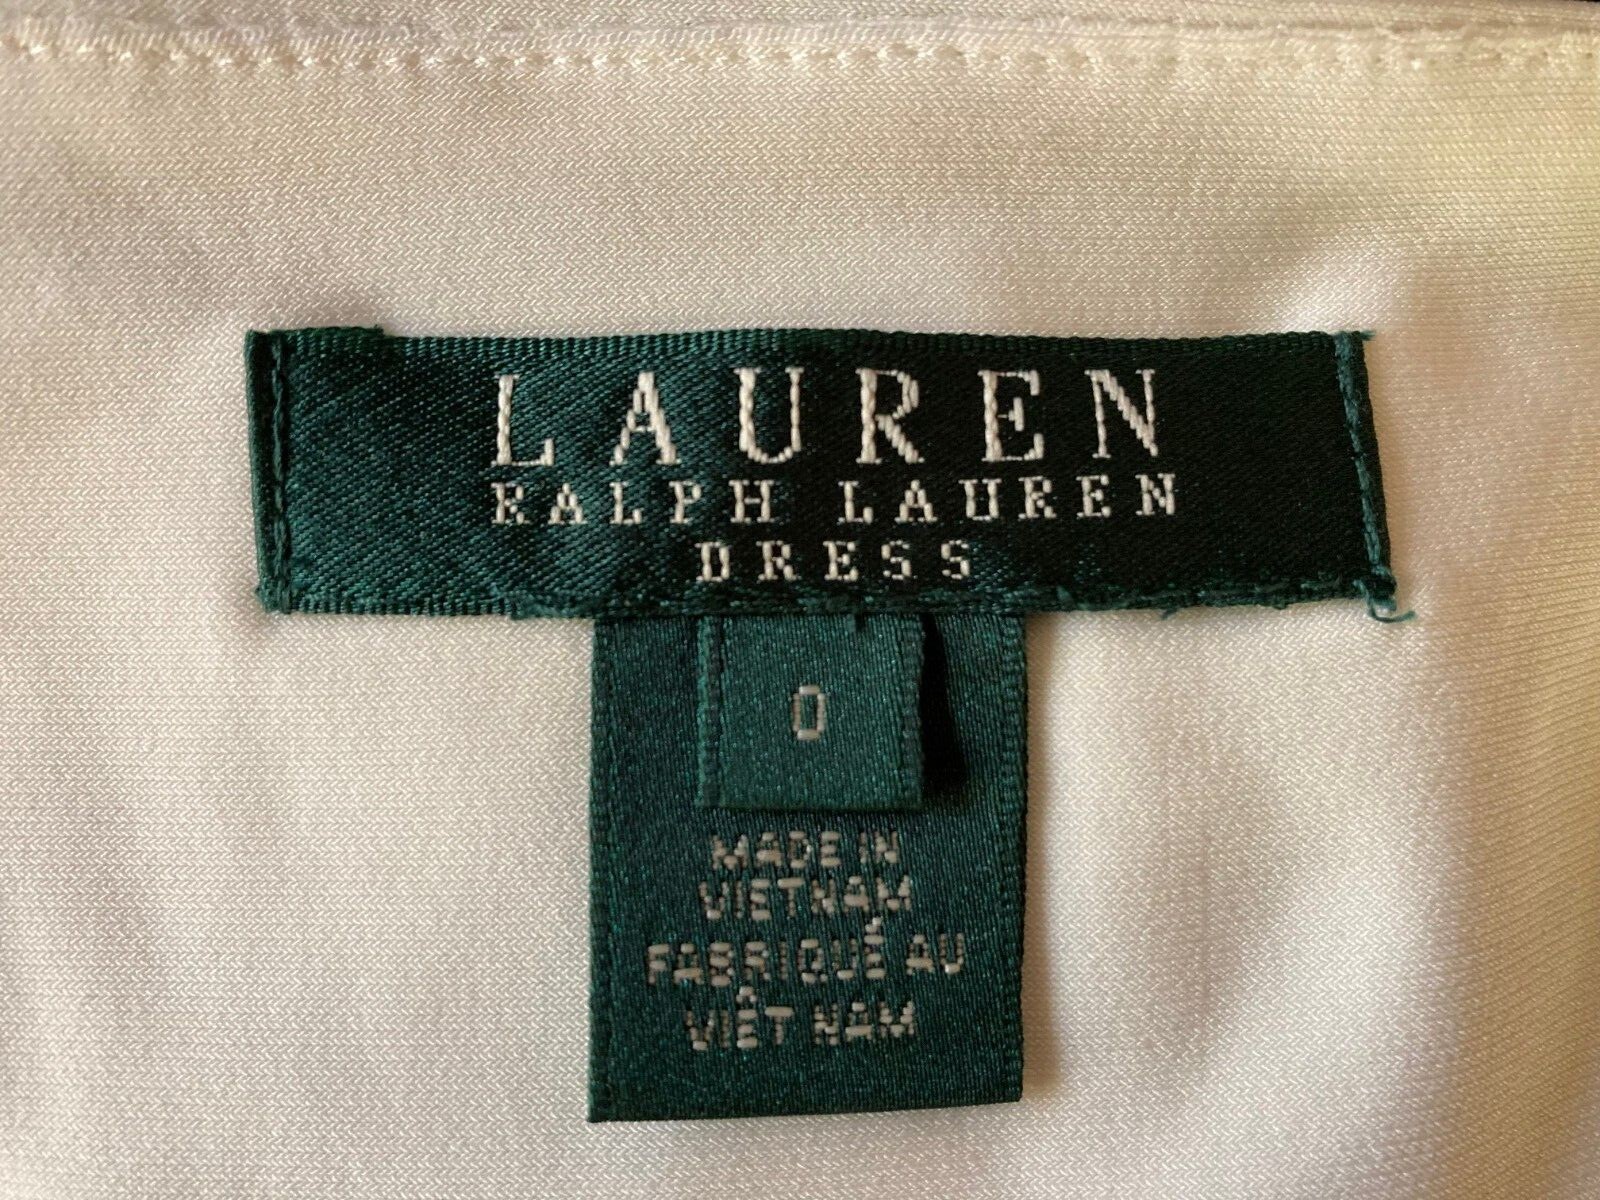 LAUREN
RALPH LAUREN
DRESS
0
MADE IN
VIETNAM
FABRIQUÉ AU
VIÊT NAM